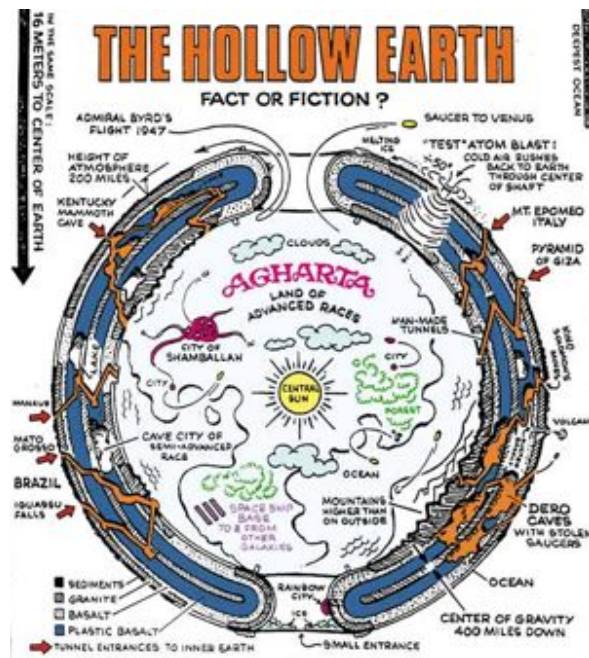 IN THE SAME SCALE:
16 METERS TO CENTER OF EARTH
THE HOLLOW EARTH
FACT OR FICTION?
DEEPEST OCEAN
ADMIRAL BYRD'S
FLIGHT 1947
SAUCER TO VENUS
MELTING
ICE
"TEST" ATOM BLAST:
COLD AIR RUSHES
BACK TO EARTH
THROUGH CENTER
OF SHAFT
HEIGHT OF
ATMOSPHERE
200 MILES
KENTUCKY
MAMMOTH
CAVE
MT. EPOMEO
ITALY
PYRAMID
OF GIZA
CLOUDS
AGHARTA
LAND OF
ADVANCED RACES
MAN-MADE
TUNNELS
CITY OF
SHAMBALLAH
CITY
CITY
LAKE
CENTRAL
SUN
FOREST
KING
SOLOMON'S
MINES
MANAUS
MATO
GROSSO
BRAZIL
IGUASSU
FALLS
CAVE CITY OF
SEMI-ADVANCED
RACE
VOLCAN
OCEAN
MOUNTAINS
HIGHER THAN
ON OUTSIDE
SPACE SHIP
BASE
TO & FROM
OTHER
GALAXIES
DERO
CAVES
WITH STOLEN
SAUCERS
OCEAN
RAINBOW
CITY
ICE
SMALL ENTRANCE
CENTER OF GRAVITY
400 MILES DOWN
SEDIMENTS
GRANITE
BASALT
PLASTIC BASALT
TUNNEL ENTRANCES TO INNER EARTH